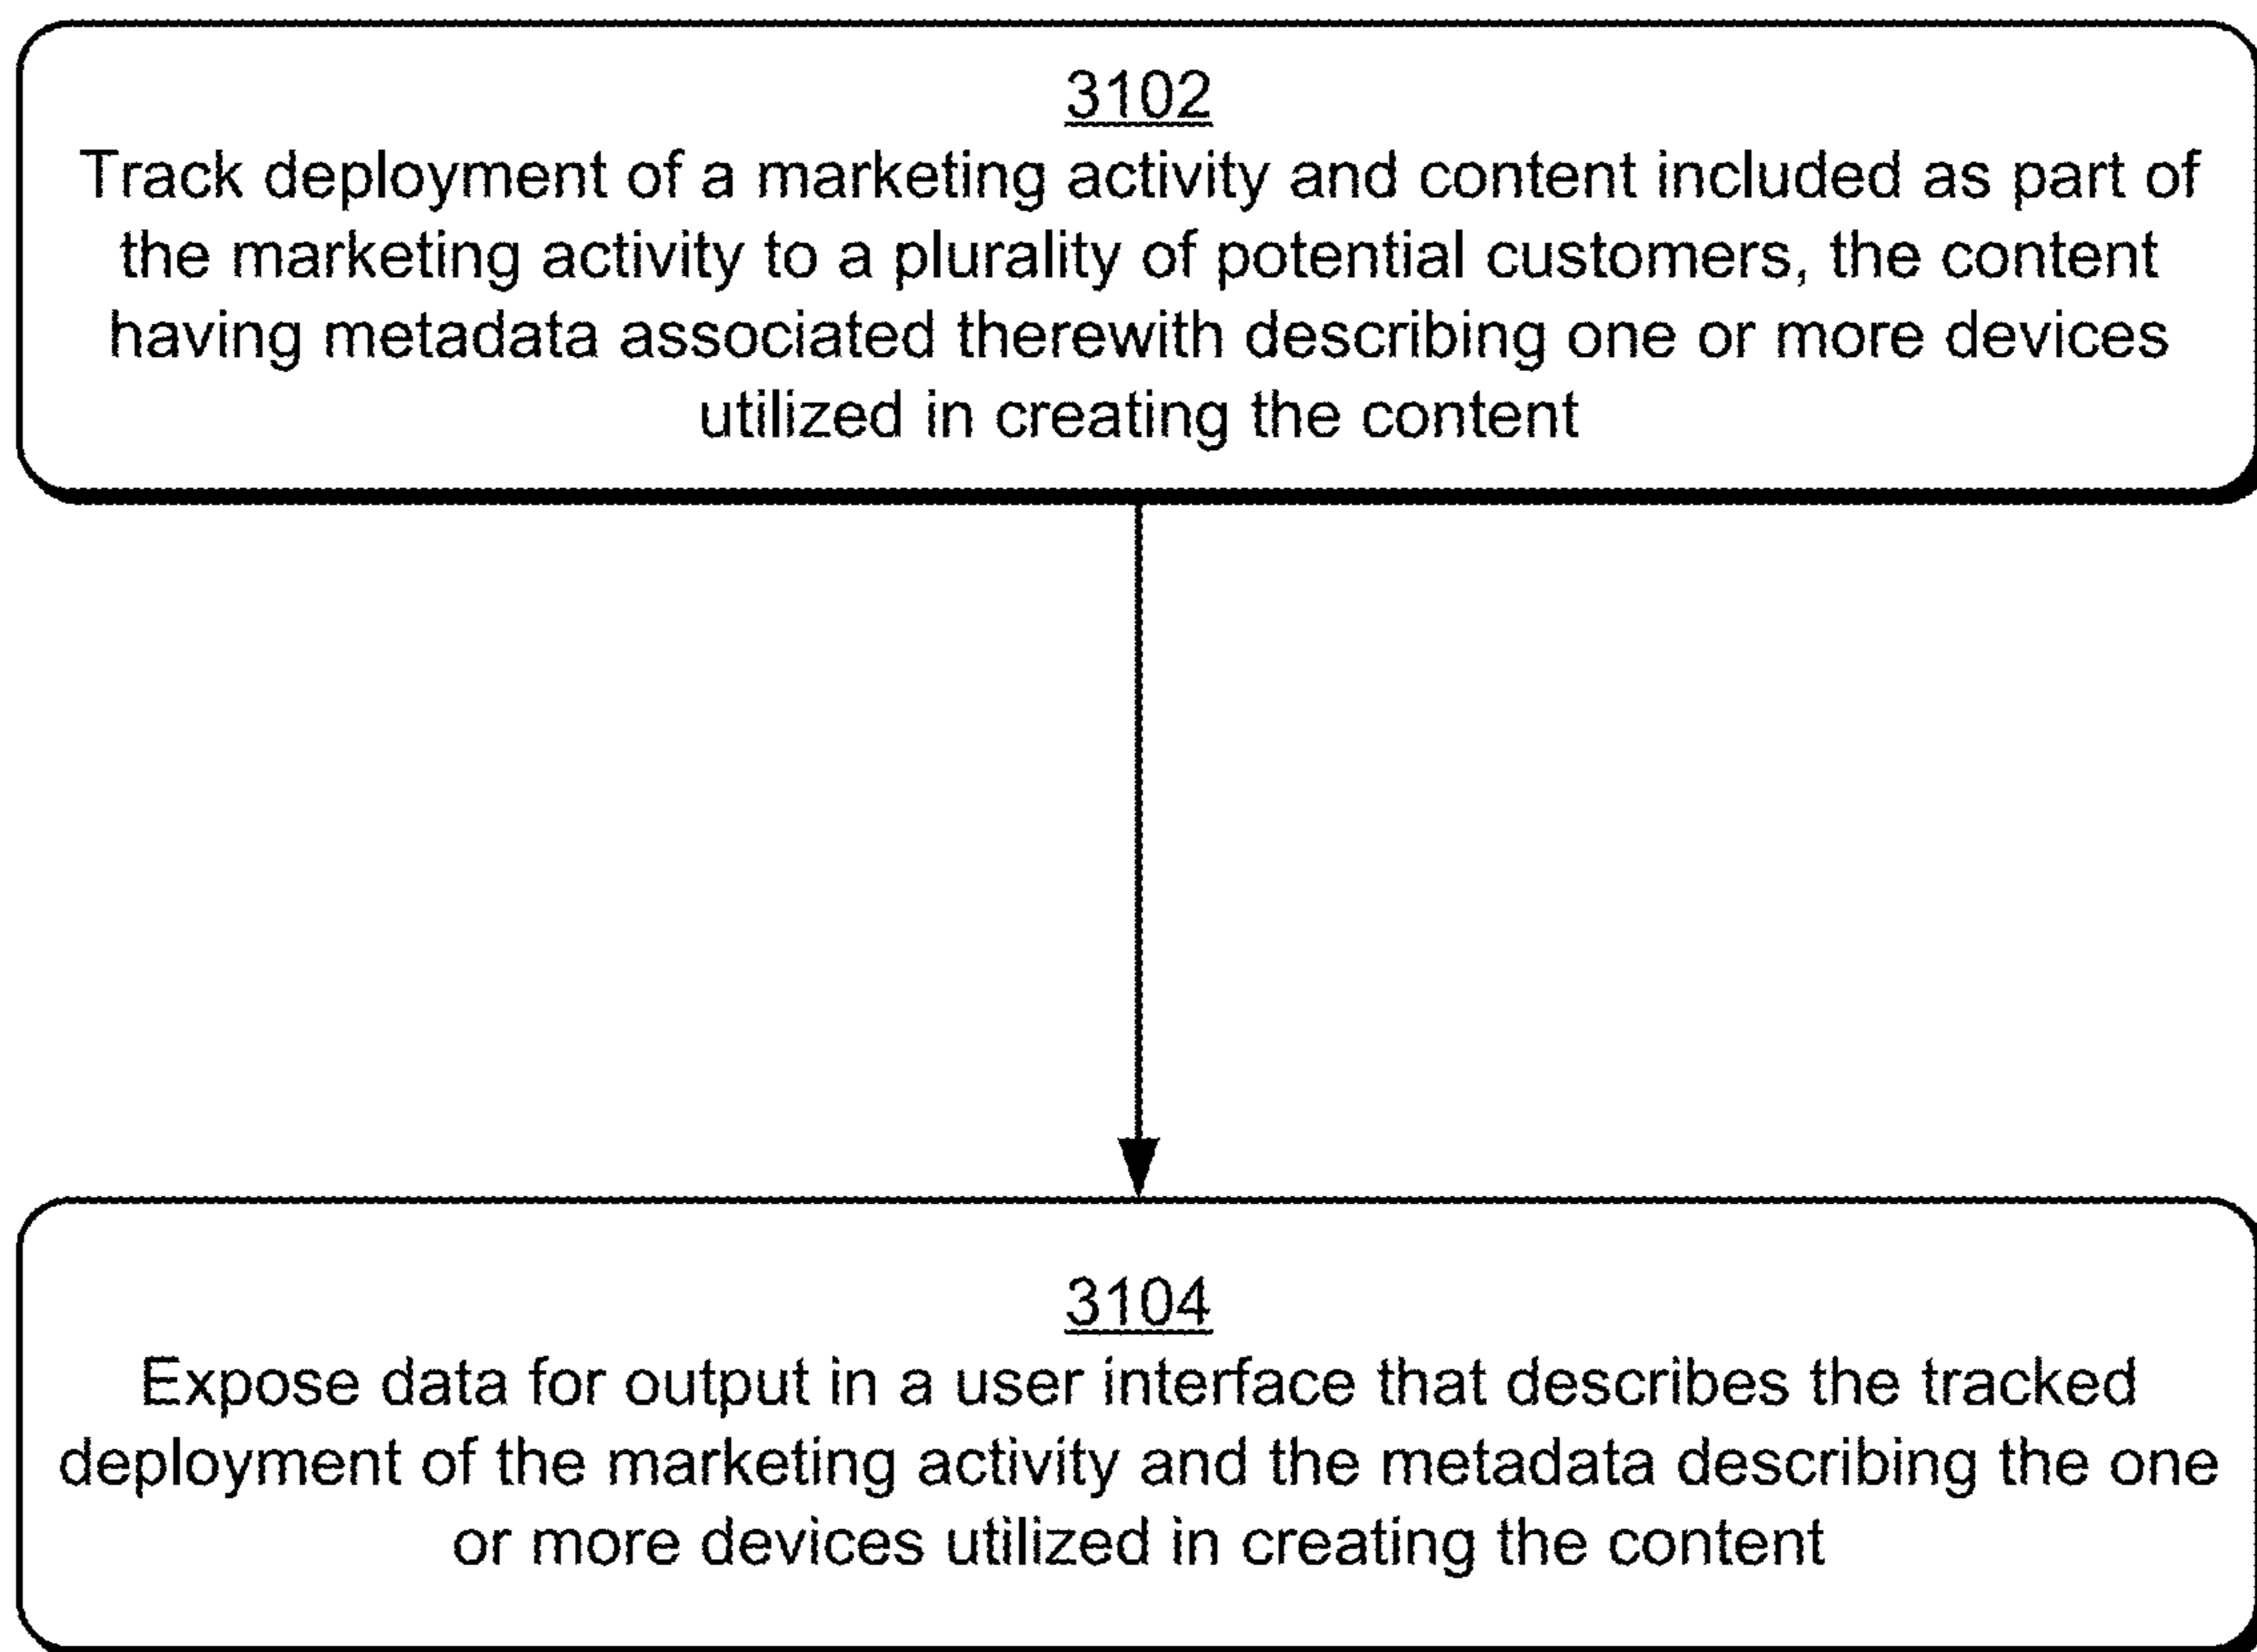 3102
Track deployment of a marketing activity and content included as part of
the marketing activity to a plurality of potential customers, the content
having metadata associated therewith describing one or more devices
utilized in creating the content
3104
Expose data for output in a user interface that describes the tracked
deployment of the marketing activity and the metadata describing the one
or more devices utilized in creating the content